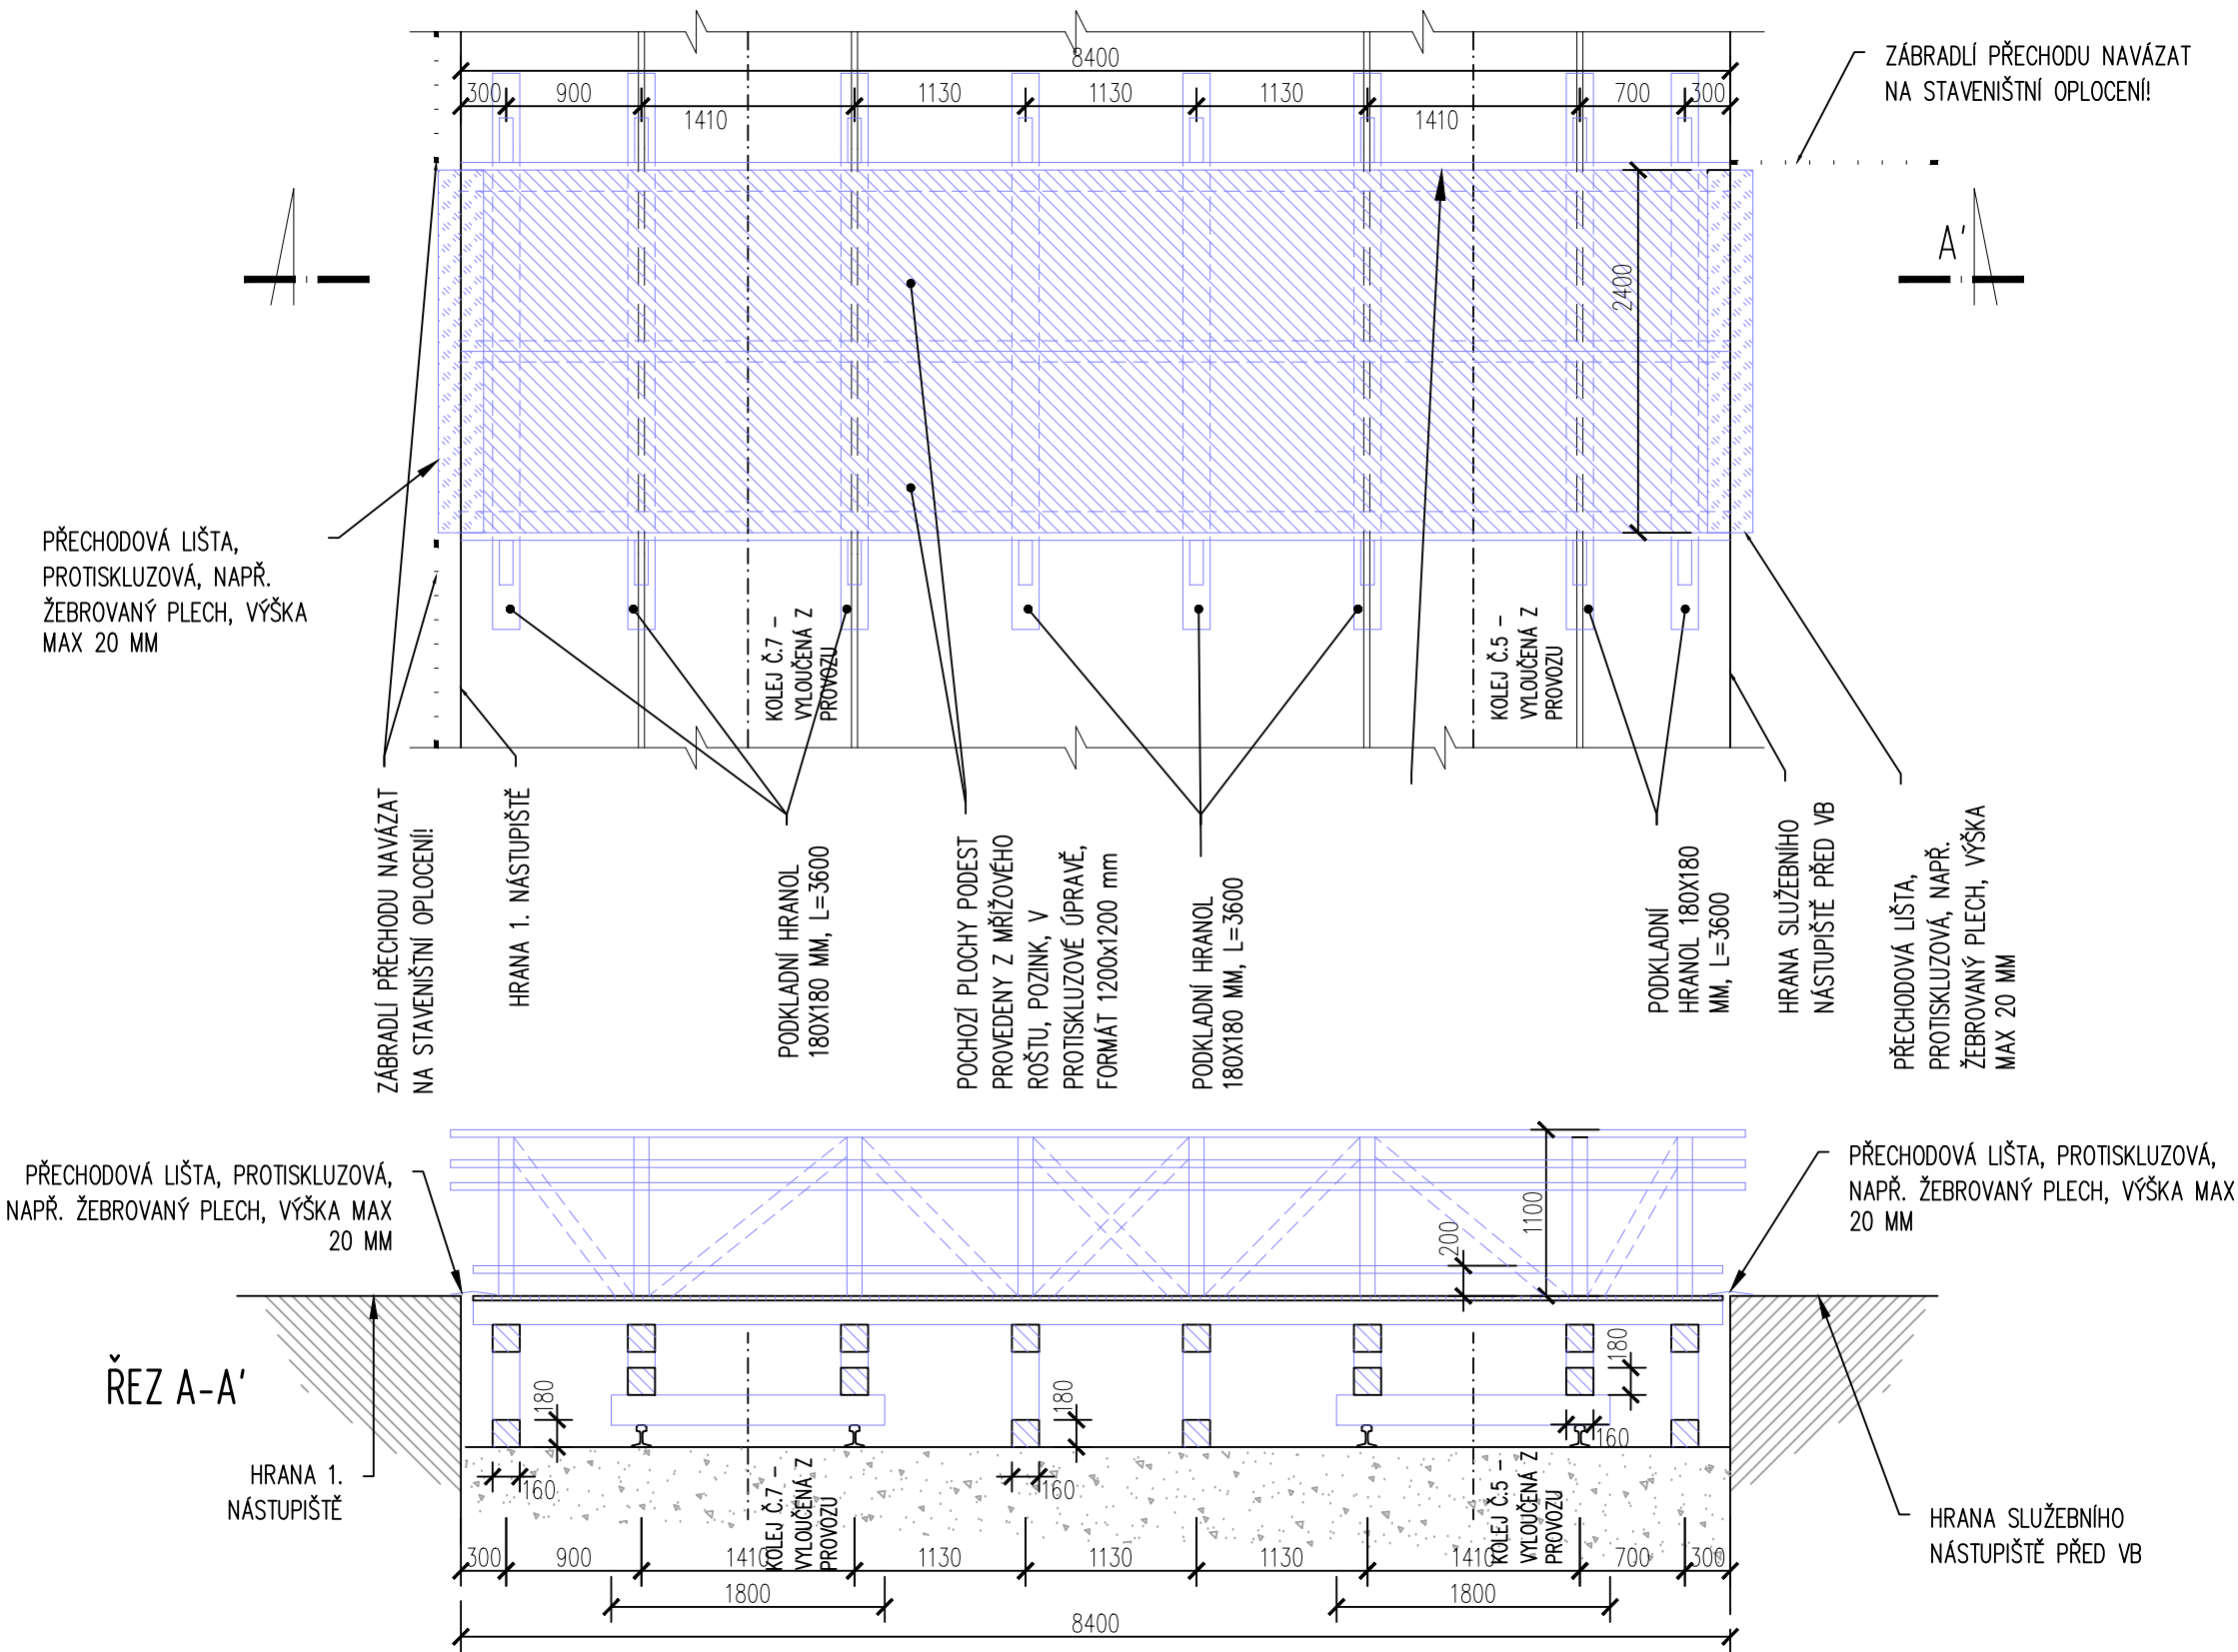 8400
300
900
1410
1130
1130
1130
1410
700
300
ZÁBRADLÍ PŘECHODU NAVÁZAT
NA STAVENIŠTNÍ OPLOCENÍ!
A'
2400
PŘECHODOVÁ LIŠTA,
PROTISKLUZOVÁ, NAPŘ.
ŽEBROVANÝ PLECH, VÝŠKA
MAX 20 MM
KOLEJ Č.7 -
VYLOUČENÁ Z
PROVOZU
KOLEJ Č.5 -
VYLOUČENÁ Z
PROVOZU
ZÁBRADLÍ PŘECHODU NAVÁZAT
NA STAVENIŠTNÍ OPLOCENÍ!
HRANA 1. NÁSTUPIŠTĚ
PODKLADNÍ HRANOL
180X180 MM, L=3600
POCHOZÍ PLOCHY PODEST
PROVEDENY Z MŘÍŽOVÉHO
ROŠTU, POZINK, V
PROTISKLUZOVÉ ÚPRAVĚ,
FORMÁT 1200x1200 mm
PODKLADNÍ HRANOL
180X180 MM, L=3600
PODKLADNÍ
HRANOL 180X180
MM, L=3600
HRANA SLUŽEBNÍHO
NÁSTUPIŠTĚ PŘED VB
PŘECHODOVÁ LIŠTA,
PROTISKLUZOVÁ, NAPŘ.
ŽEBROVANÝ PLECH, VÝŠKA
MAX 20 MM
PŘECHODOVÁ LIŠTA, PROTISKLUZOVÁ,
NAPŘ. ŽEBROVANÝ PLECH, VÝŠKA MAX
20 MM
PŘECHODOVÁ LIŠTA, PROTISKLUZOVÁ,
NAPŘ. ŽEBROVANÝ PLECH, VÝŠKA MAX
20 MM
1100
200
ŘEZ A-A'
180
180
180
160
160
160
HRANA 1.
NÁSTUPIŠTĚ
KOLEJ Č.7 -
VYLOUČENÁ Z
PROVOZU
KOLEJ Č.5 -
VYLOUČENÁ Z
PROVOZU
HRANA SLUŽEBNÍHO
NÁSTUPIŠTĚ PŘED VB
300
900
1410
1130
1130
1130
1410
700
300
1800
1800
8400